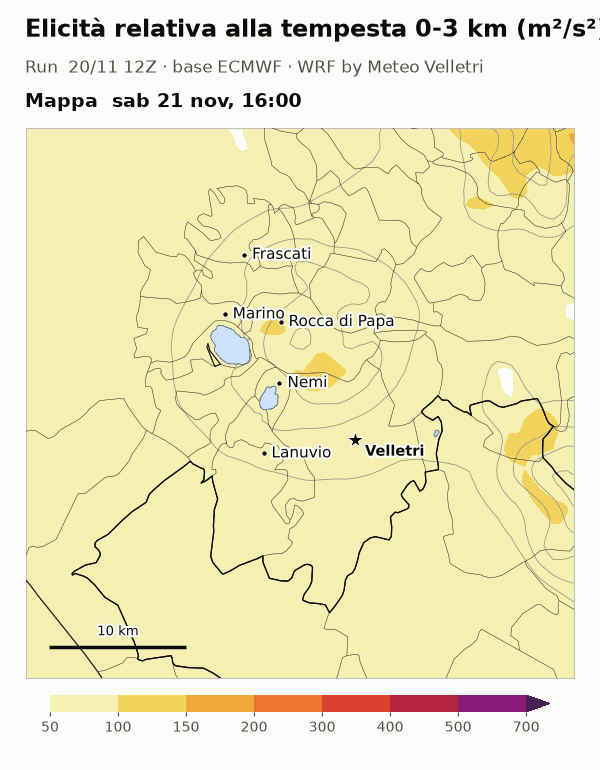 Elicità relativa alla tempesta 0-3 km (m²/s²)
Run 20/11 12Z · base ECMWF · WRF by Meteo Velletri
Mappa sab 21 nov, 16:00
Frascati
Marino
Rocca di Papa
Nemi
Velletri
Lanuvio
10 km
50 100 150 200 300 400 500 700